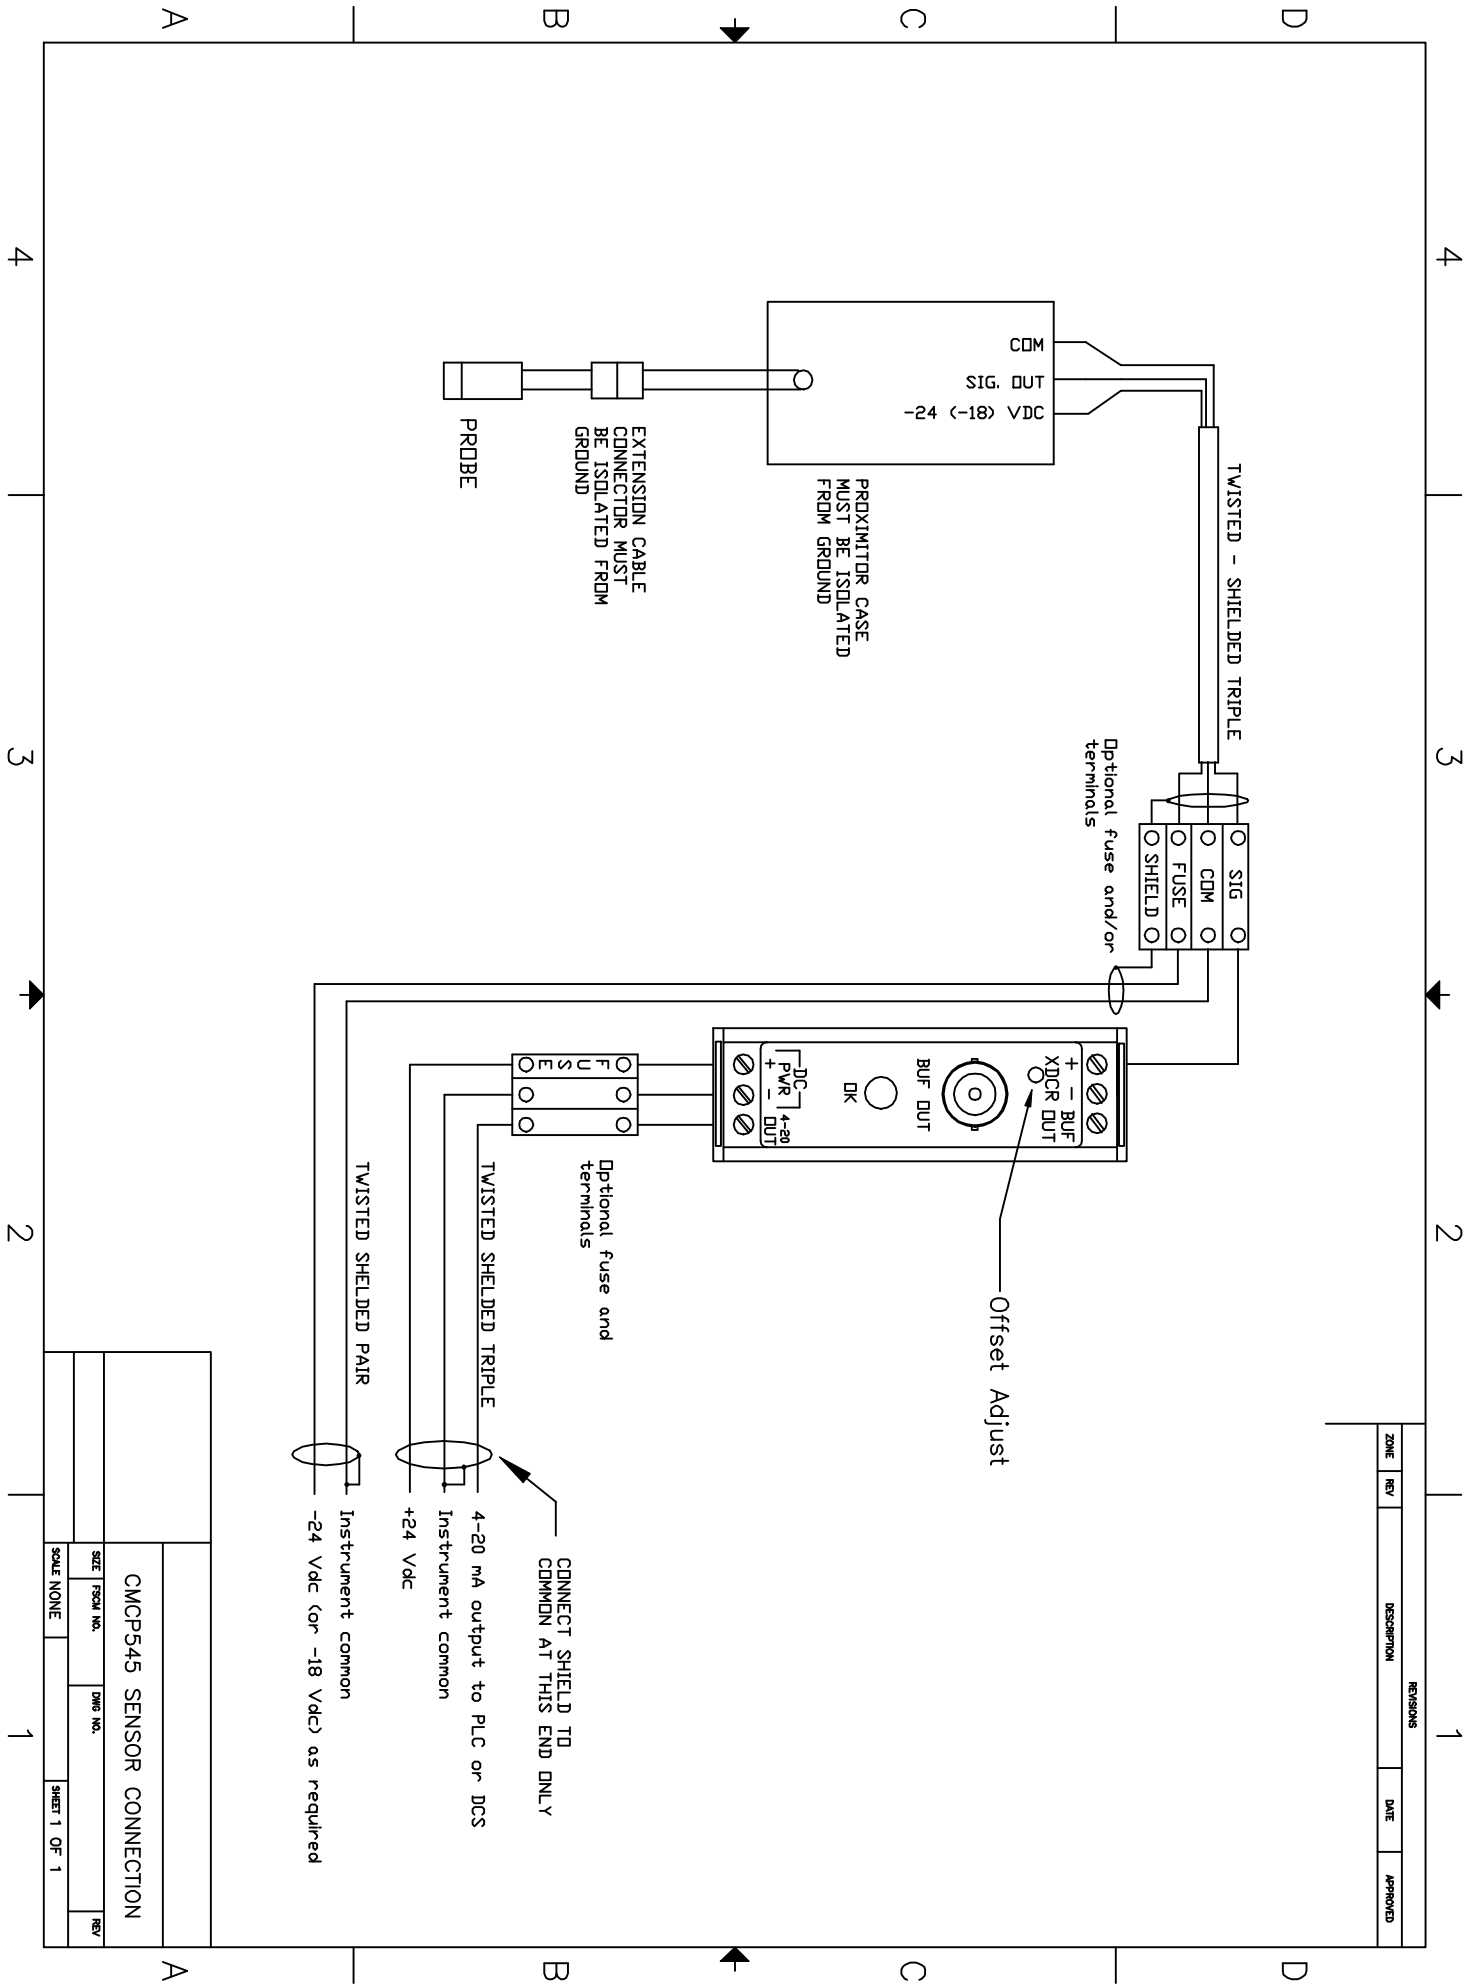 4
3
2
1
D
D
REVISIONS
ZONE
REV
DESCRIPTION
DATE
APPROVED
TWISTED - SHIELDED TRIPLE
SIG
COM
FUSE
SHIELD
Optional fuse and/or
terminals
COM
SIG. OUT
-24 (-18) VDC
PROXIMITOR CASE
MUST BE ISOLATED
FROM GROUND
C
C
+ - BUF
XDCR OUT
BUF OUT
OK
DC
PWR
4-20
+ - OUT
Offset Adjust
EXTENSION CABLE
CONNECTOR MUST
BE ISOLATED FROM
GROUND
PROBE
B
B
F
U
S
E
Optional fuse and
terminals
CONNECT SHIELD TO
COMMON AT THIS END ONLY
TWISTED SHELDED TRIPLE
4-20 mA output to PLC or DCS
Instrument common
+24 Vdc
TWISTED SHELDED PAIR
Instrument common
-24 Vdc (or -18 Vdc) as required
A
A
CMCP545 SENSOR CONNECTION
SIZE
FSCM NO.
DWG NO.
REV
SCALE NONE
SHEET 1 OF 1
4
3
2
1